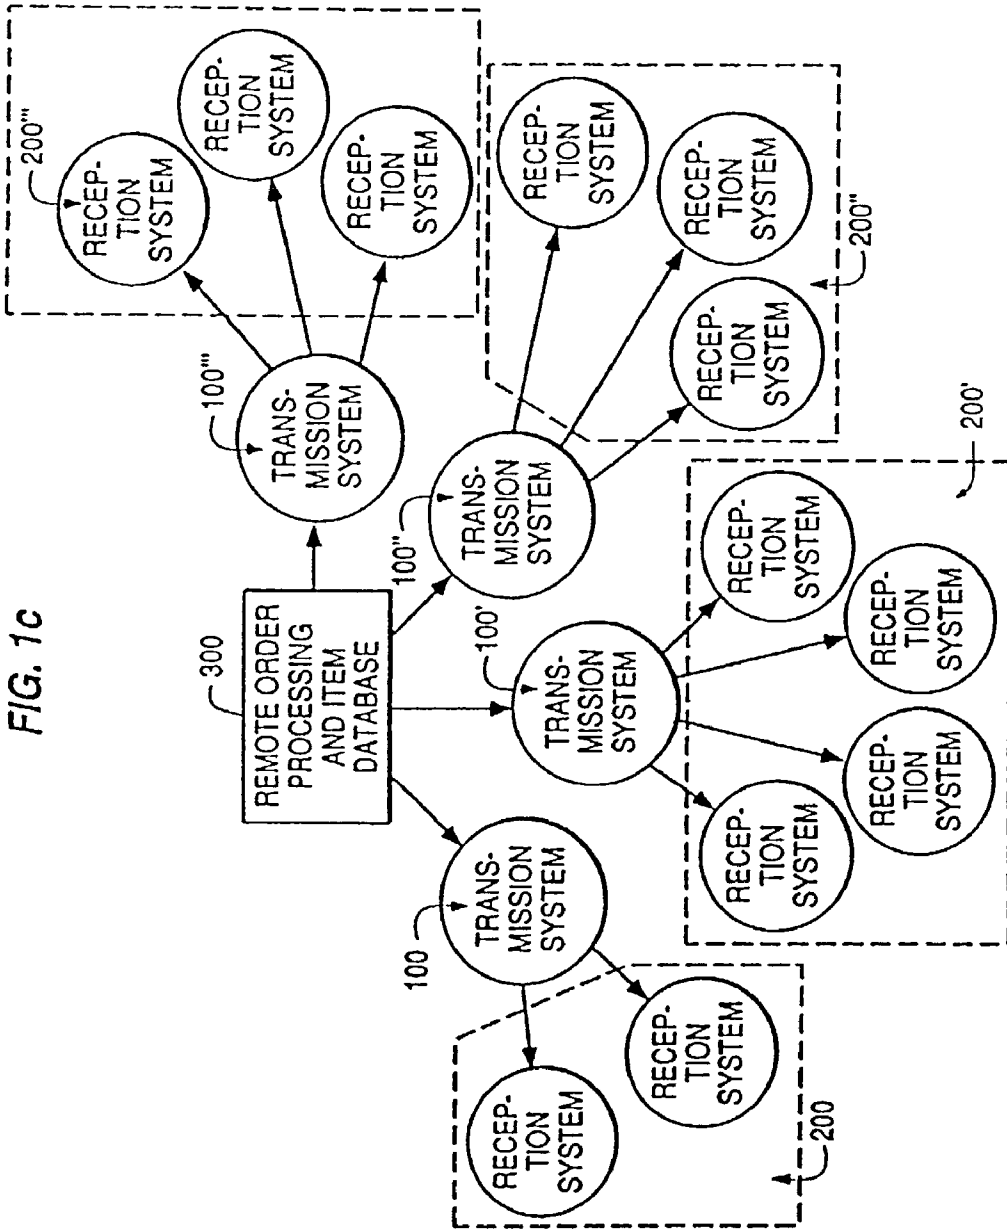 FIG. 1c
300
REMOTE ORDER
PROCESSING
AND ITEM
DATABASE
100
TRANS-
MISSION
SYSTEM
100'
TRANS-
MISSION
SYSTEM
100"
TRANS-
MISSION
SYSTEM
100'''
TRANS-
MISSION
SYSTEM
RECEP-
TION
SYSTEM
RECEP-
TION
SYSTEM
200
RECEP-
TION
SYSTEM
RECEP-
TION
SYSTEM
RECEP-
TION
SYSTEM
RECEP-
TION
SYSTEM
200'
RECEP-
TION
SYSTEM
RECEP-
TION
SYSTEM
RECEP-
TION
SYSTEM
200"
200'''
RECEP-
TION
SYSTEM
RECEP-
TION
SYSTEM
RECEP-
TION
SYSTEM